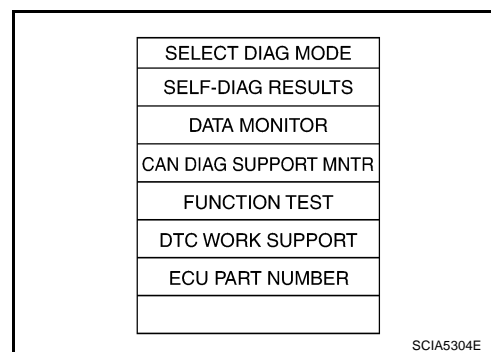 SELECT DIAG MODE
SELF-DIAG RESULTS
DATA MONITOR
CAN DIAG SUPPORT MNTR
FUNCTION TEST
DTC WORK SUPPORT
ECU PART NUMBER
SCIA5304E